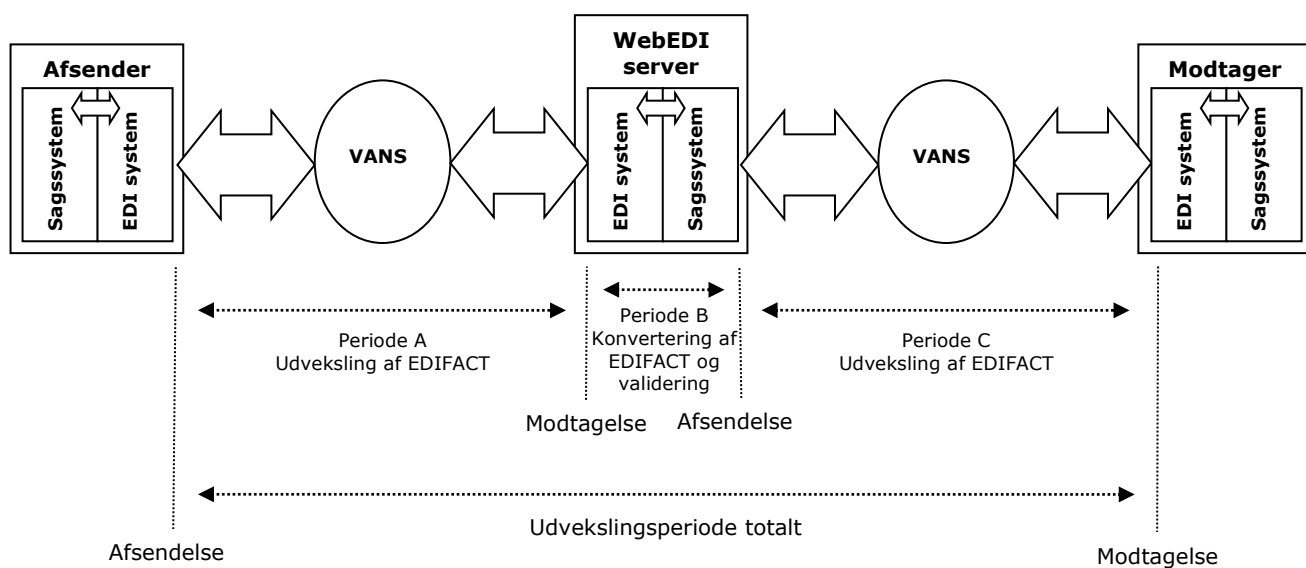 Afsender
Sagssystem
EDI system
VANS
WebEDI
server
EDI system
Sagssystem
VANS
Modtager
EDI system
Sagssystem
Periode A
Udveksling af EDIFACT
Periode B
Konvertering af
EDIFACT og
validering
Periode C
Udveksling af EDIFACT
Modtagelse
Afsendelse
Udvekslingsperiode totalt
Afsendelse
Modtagelse